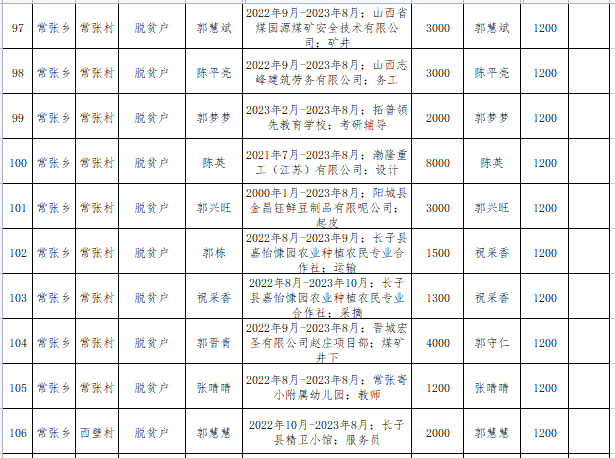 97 常张乡 常张村 脱贫户 郭慧斌 2022年9月-2023年8月；山西省煤国源煤矿安全技术有限公司；矿井 3000 郭慧斌 1200
98 常张乡 常张村 脱贫户 陈平亮 2022年9月-2023年8月；山西志峰建筑劳务有限公司；务工 3000 陈平亮 1200
99 常张乡 常张村 脱贫户 郭梦梦 2023年2月-2023年8月；拓普领先教育学校；考研辅导 2000 郭梦梦 1200
100 常张乡 常张村 脱贫户 陈英 2021年7月-2023年8月；渤隆重工（江苏）有限公司；设计 8000 陈英 1200
101 常张乡 常张村 脱贫户 郭兴旺 2000年1月-2023年8月；阳城县金昌钰鲜豆制品有限呢公司；起皮 3000 郭兴旺 1200
102 常张乡 常张村 脱贫户 郭栋 2022年8月-2023年9月；长子县嘉怡慷园农业种植农民专业合作社；运输 1500 祝采香 1200
103 常张乡 常张村 脱贫户 祝采香 2022年8月-2023年10月；长子县嘉怡慷园农业种植农民专业合作社；采摘 1300 祝采香 1200
104 常张乡 常张村 脱贫户 郭晋青 2022年9月-2023年8月；晋城宏圣有限公司赵庄项目部；煤矿井下 4000 郭守仁 1200
105 常张乡 常张村 脱贫户 张晴晴 2022年8月-2023年8月；常张寄小附属幼儿园；教师 1200 张晴晴 1200
106 常张乡 西壁村 脱贫户 郭慧慧 2022年10月-2023年8月；长子县精卫小馆；服务员 2000 郭慧慧 1200